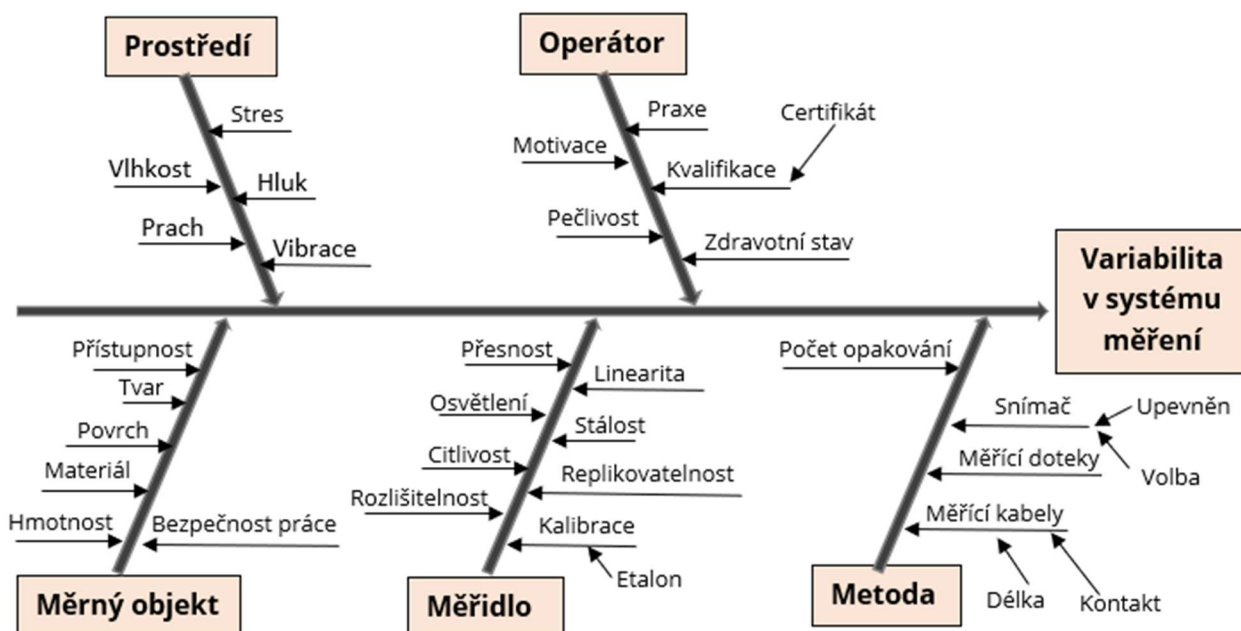 Prostředí
Operátor
Stres
Praxe
Certifikát
Motivace
Vlhkost
Kvalifikace
Hluk
Pečlivost
Prach
Zdravotní stav
Vibrace
Variabilita
v systému
měření
Přístupnost
Přesnost
Počet opakování
Linearita
Tvar
Osvětlení
Snímač
Upevněn
Stálost
Povrch
Citlivost
Měřící doteky
Volba
Materiál
Replikovatelnost
Rozlišitelnost
Měřící kabely
Hmotnost
Bezpečnost práce
Kalibrace
Etalon
Délka
Kontakt
Měrný objekt
Měřidlo
Metoda